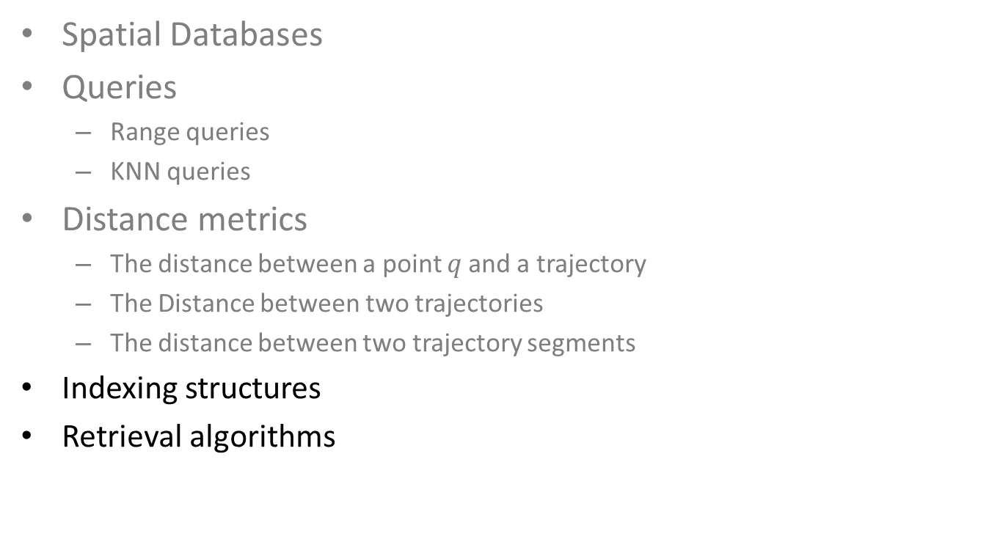 • Spatial Databases
• Queries
– Range queries
– KNN queries
• Distance metrics
– The distance between a point q and a trajectory
– The Distance between two trajectories
– The distance between two trajectory segments
• Indexing structures
• Retrieval algorithms